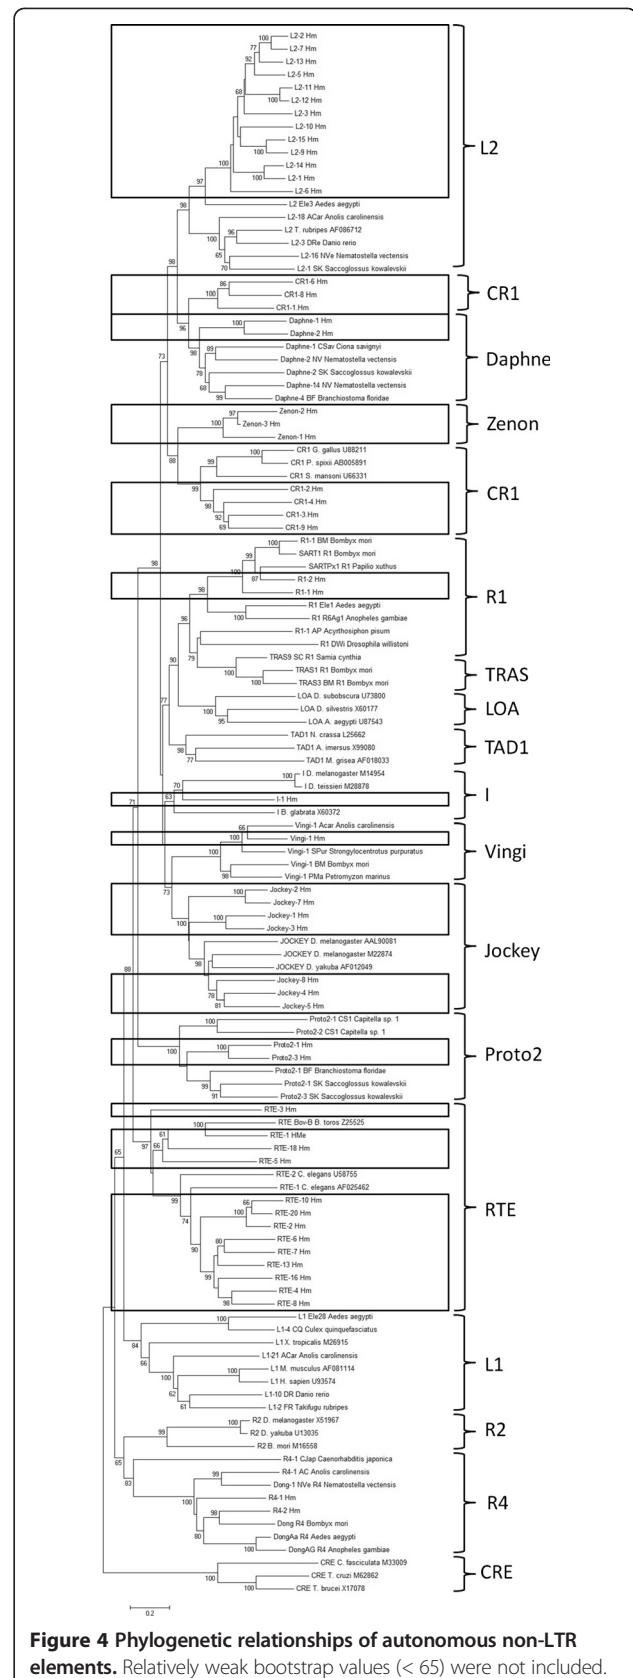 L2-2 Hm
L2-7 Hm
L2-13 Hm
L2-5 Hm
L2-11 Hm
L2-12 Hm
L2-3 Hm
L2-10 Hm
L2-15 Hm
L2-9 Hm
L2-14 Hm
L2-1 Hm
L2-6 Hm
L2 Ele3 Aedes aegypti
L2-18 ACar Anolis carolinensis
L2 T. rubripes AF086712
L2-3 DRe Danio rerio
L2-16 NVe Nematostella vectensis
L2-1 SK Saccoglossus kowalevskii
L2
CR1-6 Hm
CR1-8 Hm
CR1-1 Hm
CR1
Daphne-1 Hm
Daphne-2 Hm
Daphne-1 CSav Ciona savignyi
Daphne-2 NV Nematostella vectensis
Daphne-2 SK Saccoglossus kowalevskii
Daphne-14 NV Nematostella vectensis
Daphne-4 BF Branchiostoma floridae
Daphne
Zenon-2 Hm
Zenon-3 Hm
Zenon-1 Hm
Zenon
CR1 G. gallus U88211
CR1 P. spixii AB005891
CR1 S. mansoni U66331
CR1-2 Hm
CR1-4 Hm
CR1-3 Hm
CR1-9 Hm
CR1
R1-1 BM Bombyx mori
SART1 R1 Bombyx mori
SARTPx1 R1 Papilio xuthus
R1-2 Hm
R1-1 Hm
R1 Ele1 Aedes aegypti
R1 R6Ag1 Anopheles gambiae
R1-1 AP Acyrthosiphon pisum
R1 DWi Drosophila willistoni
R1
TRAS9 SC R1 Samia cynthia
TRAS1 R1 Bombyx mori
TRAS3 BM R1 Bombyx mori
TRAS
LOA D. subobscura U73800
LOA D. silvestris X60177
LOA A. aegypti U87543
LOA
TAD1 N. crassa L25662
TAD1 A. imersus X99080
TAD1 M. grisea AF018033
TAD1
I D. melanogaster M14954
I D. teissieri M28878
I-1 Hm
I B. glabrata X60372
I
Vingi-1 Acar Anolis carolinensis
Vingi-1 Hm
Vingi-1 SPur Strongylocentrotus purpuratus
Vingi-1 BM Bombyx mori
Vingi-1 PMa Petromyzon marinus
Vingi
Jockey-2 Hm
Jockey-7 Hm
Jockey-1 Hm
Jockey-3 Hm
JOCKEY D. melanogaster AAL90081
JOCKEY D. melanogaster M22874
JOCKEY D. yakuba AF012049
Jockey-8 Hm
Jockey-4 Hm
Jockey-5 Hm
Jockey
Proto2-1 CS1 Capitella sp. 1
Proto2-2 CS1 Capitella sp. 1
Proto2-1 Hm
Proto2-3 Hm
Proto2-1 BF Branchiostoma floridae
Proto2-1 SK Saccoglossus kowalevskii
Proto2-3 SK Saccoglossus kowalevskii
Proto2
RTE-3 Hm
RTE Bov-B B. toros Z25525
RTE-1 HMe
RTE-18 Hm
RTE-5 Hm
RTE-2 C. elegans U58755
RTE-1 C. elegans AF025462
RTE-10 Hm
RTE-20 Hm
RTE-2 Hm
RTE-6 Hm
RTE-7 Hm
RTE-13 Hm
RTE-16 Hm
RTE-4 Hm
RTE-8 Hm
RTE
L1 Ele28 Aedes aegypti
L1-4 CQ Culex quinquefasciatus
L1 X. tropicalis M26915
L1-21 ACar Anolis carolinensis
L1 M. musculus AF081114
L1 H. sapien U93574
L1-10 DR Danio rerio
L1-2 FR Takifugu rubripes
L1
R2 D. melanogaster X51967
R2 D. yakuba U13035
R2 B. mori M16558
R2
R4-1 CJap Caenorhabditis japonica
R4-1 AC Anolis carolinensis
Dong-1 NVe R4 Nematostella vectensis
R4-1 Hm
R4-2 Hm
Dong R4 Bombyx mori
DongAa R4 Aedes aegypti
DongAG R4 Anopheles gambiae
R4
CRE C. fasciculata M33009
CRE T. cruzi M62862
CRE T. brucei X17078
CRE
0.2
Figure 4 Phylogenetic relationships of autonomous non-LTR
elements. Relatively weak bootstrap values (< 65) were not included.